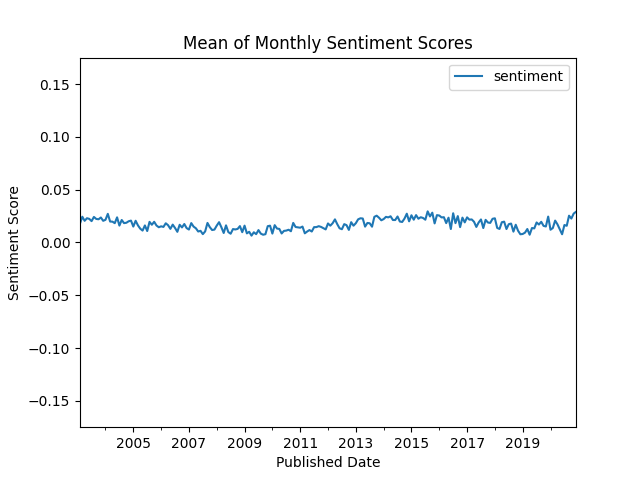 Mean of Monthly Sentiment Scores
sentiment
0.15
0.10
0.05
0.00
−0.05
−0.10
−0.15
Sentiment Score
2005 2007 2009 2011 2013 2015 2017 2019
Published Date